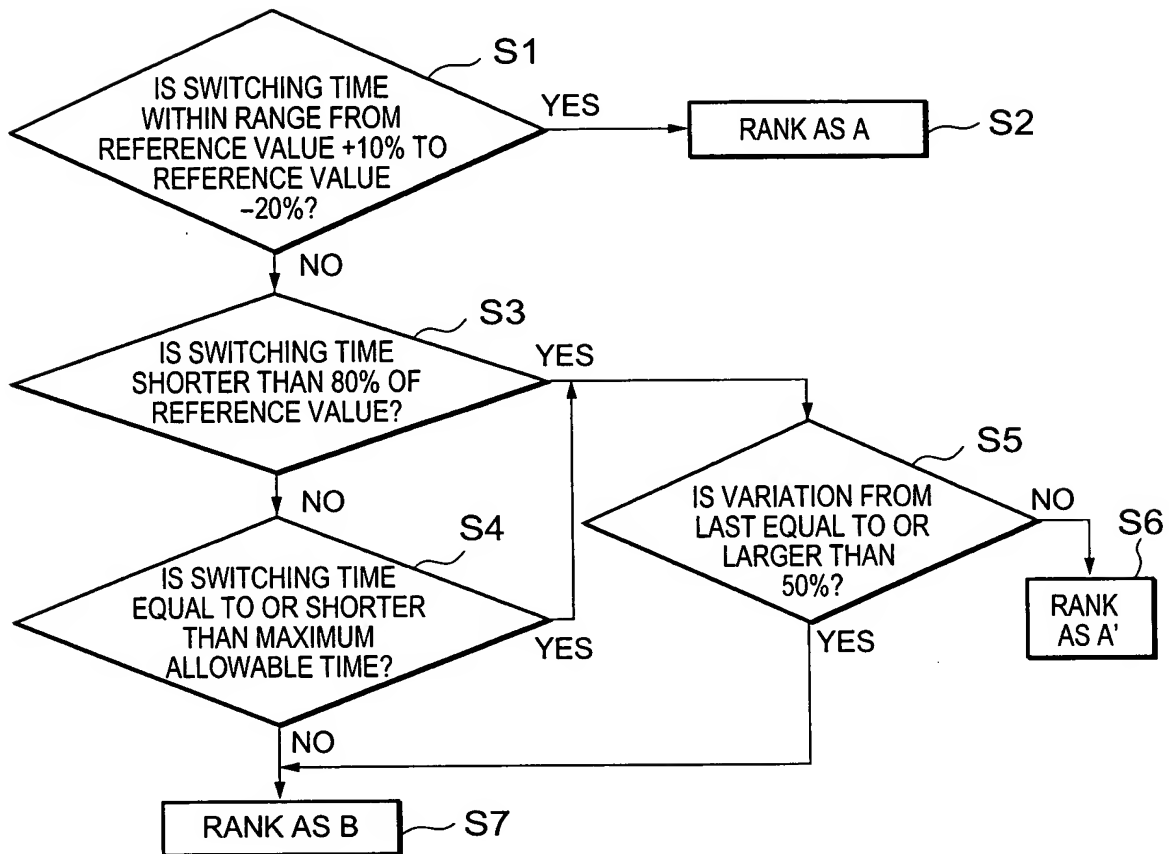 S1
IS SWITCHING TIME
WITHIN RANGE FROM
REFERENCE VALUE +10% TO
REFERENCE VALUE
–20%?
YES
RANK AS A
S2
NO
S3
IS SWITCHING TIME
SHORTER THAN 80% OF
REFERENCE VALUE?
YES
NO
S5
IS VARIATION FROM
LAST EQUAL TO OR
LARGER THAN
50%?
NO
S6
RANK
AS A'
YES
S4
IS SWITCHING TIME
EQUAL TO OR SHORTER
THAN MAXIMUM
ALLOWABLE TIME?
YES
NO
RANK AS B
S7